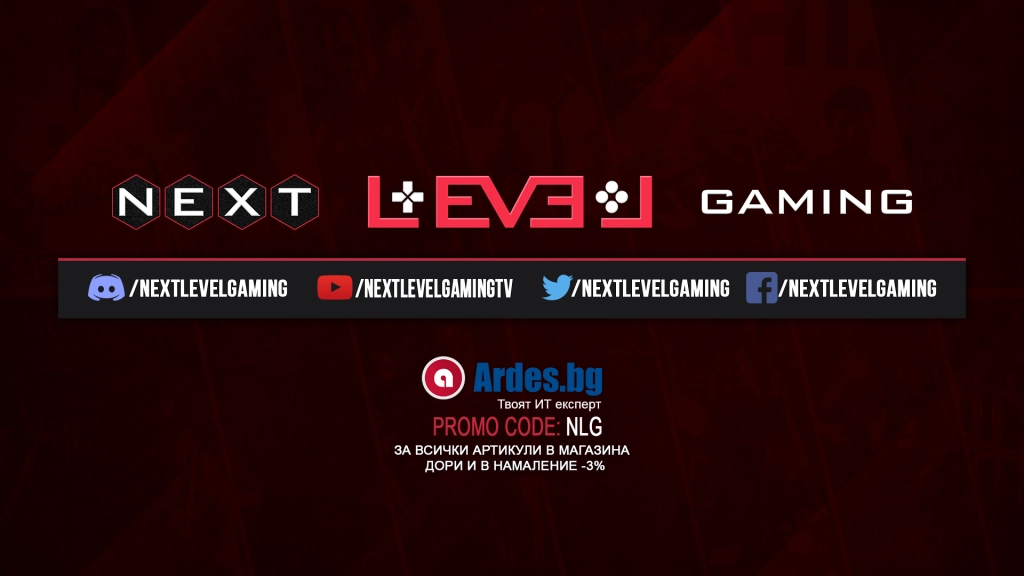 NEXT LEVEL GAMING
/NEXTLEVELGAMING /NEXTLEVELGAMINGTV /NEXTLEVELGAMING /NEXTLEVELGAMING
a Ardes.bg
Твоят ИТ експерт
PROMO CODE: NLG
ЗА ВСИЧКИ АРТИКУЛИ В МАГАЗИНА
ДОРИ И В НАМАЛЕНИЕ -3%